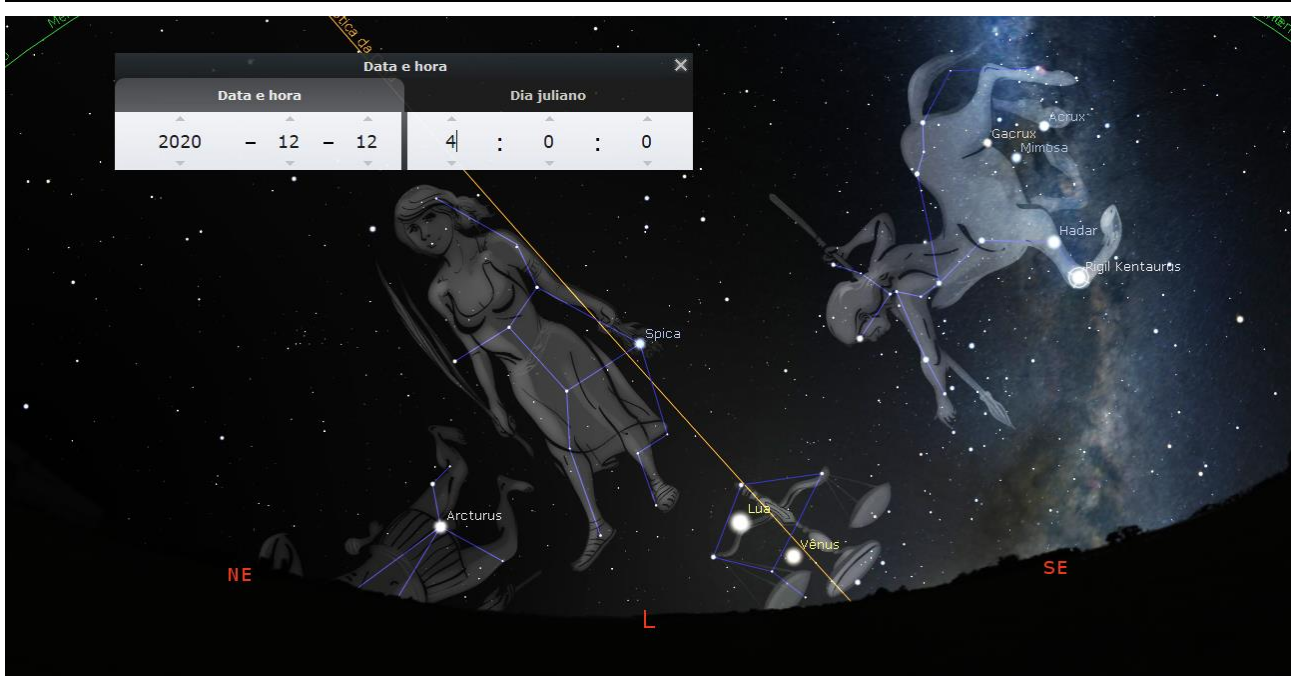 Data e hora
Data e hora Dia juliano
2020 – 12 – 12 4 : 0 : 0
Acrux
Gacrux
Mimosa
Hadar
Rigil Kentaurus
Spica
Lua
Arcturus
Vênus
NE
SE
L